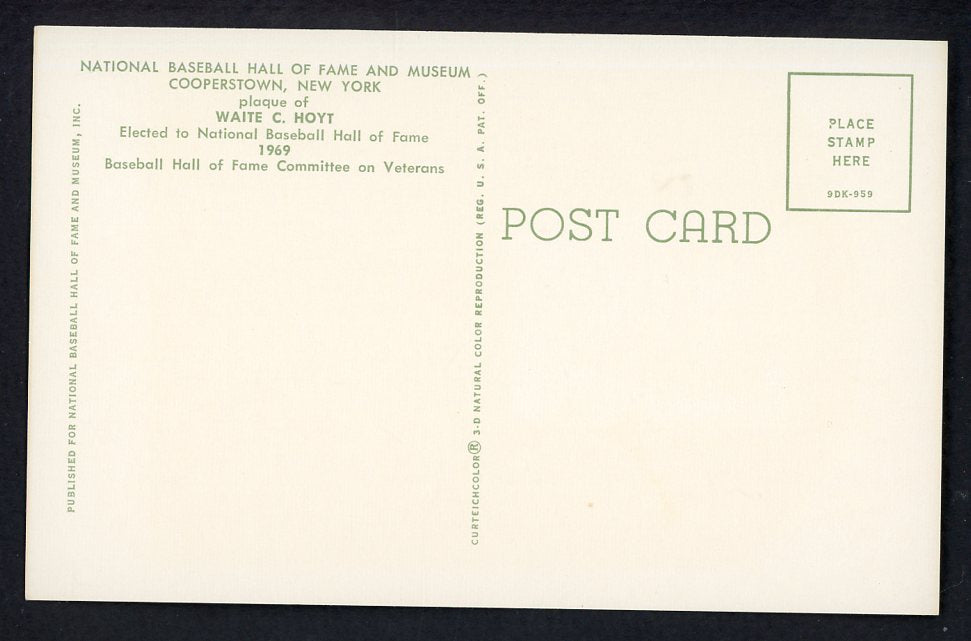 NATIONAL BASEBALL HALL OF FAME AND MUSEUM
COOPERSTOWN, NEW YORK
plaque of
WAITE C. HOYT
Elected to National Baseball Hall of Fame
1969
Baseball Hall of Fame Committee on Veterans
PUBLISHED FOR NATIONAL BASEBALL HALL OF FAME AND MUSEUM, INC.
CURTEICHCOLOR® 3-D NATURAL COLOR REPRODUCTION (REG. U. S. A. PAT. OFF.)
POST CARD
PLACE
STAMP
HERE
9DK-959